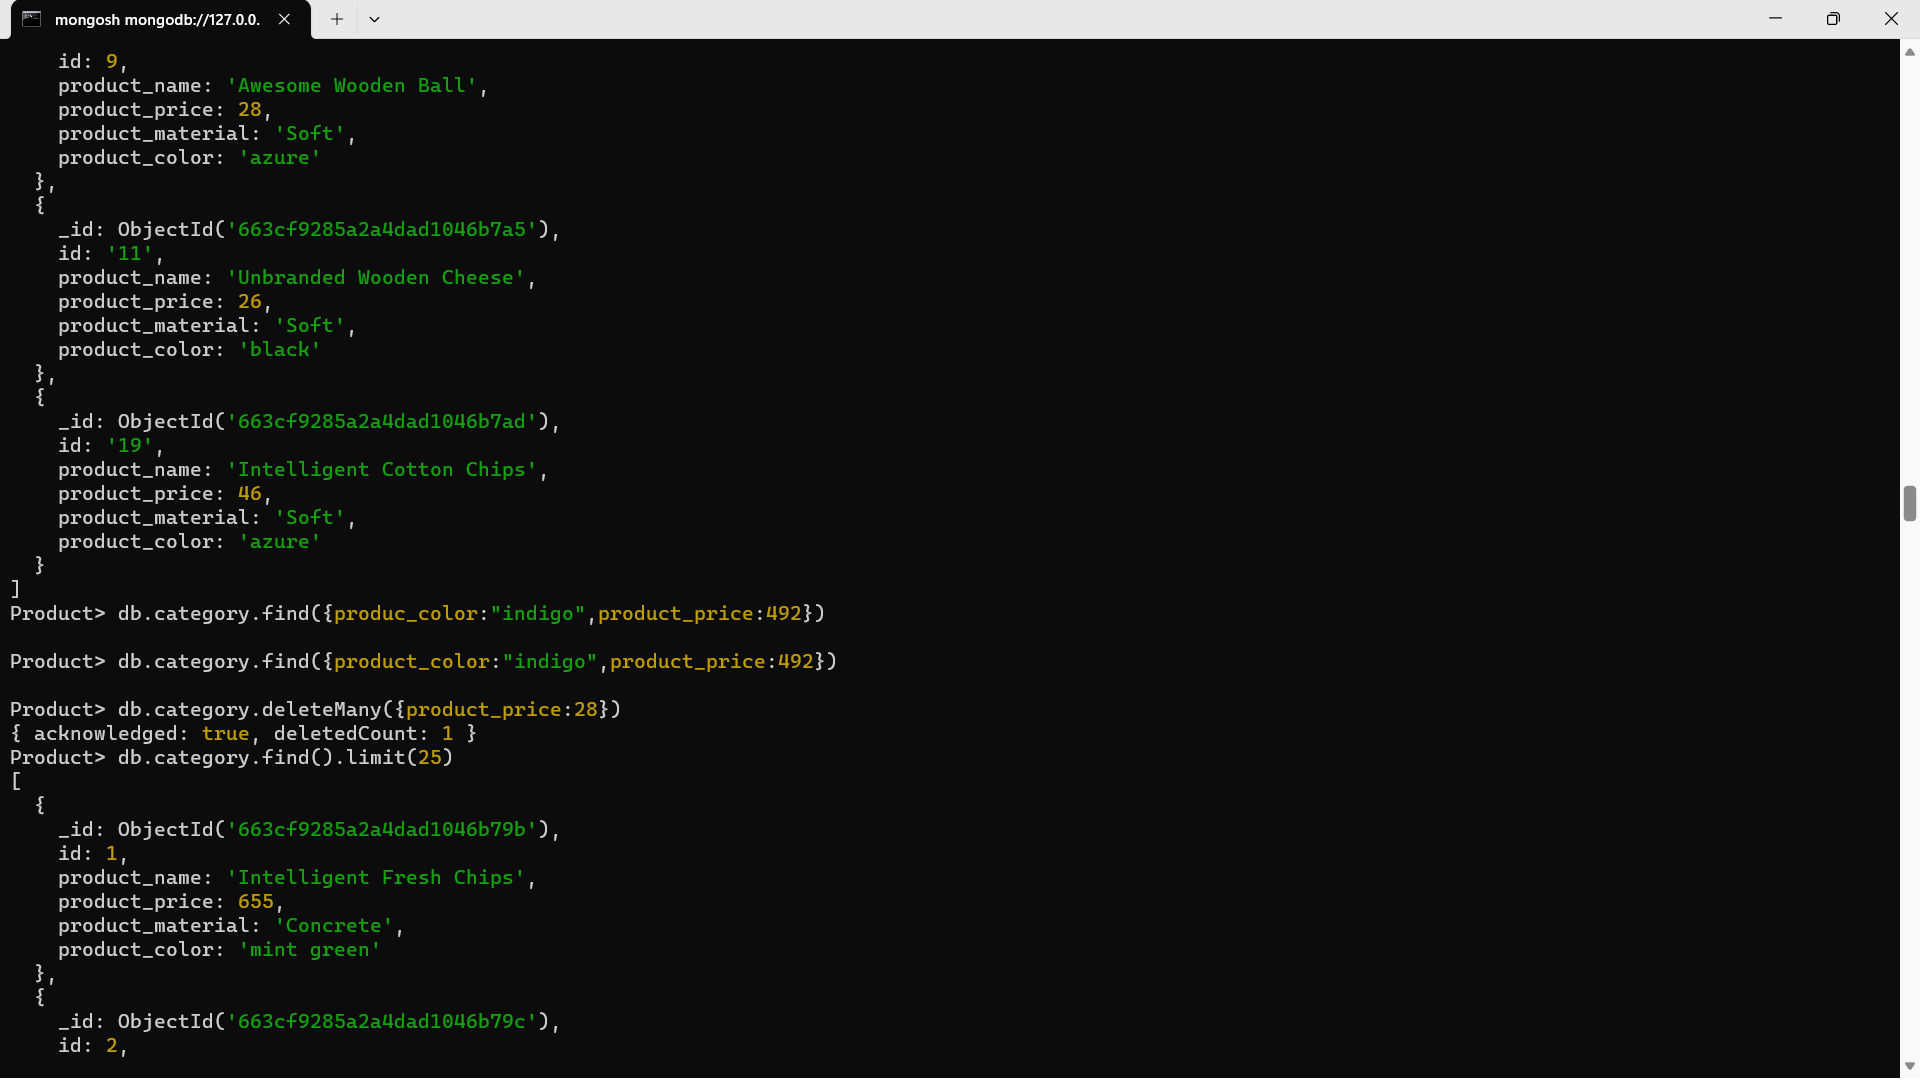 mongosh mongodb://127.0.0.
    id: 9,
    product_name: 'Awesome Wooden Ball',
    product_price: 28,
    product_material: 'Soft',
    product_color: 'azure'
  },
  {
    _id: ObjectId('663cf9285a2a4dad1046b7a5'),
    id: '11',
    product_name: 'Unbranded Wooden Cheese',
    product_price: 26,
    product_material: 'Soft',
    product_color: 'black'
  },
  {
    _id: ObjectId('663cf9285a2a4dad1046b7ad'),
    id: '19',
    product_name: 'Intelligent Cotton Chips',
    product_price: 46,
    product_material: 'Soft',
    product_color: 'azure'
  }
]
Product> db.category.find({produc_color:"indigo",product_price:492})
Product> db.category.find({product_color:"indigo",product_price:492})
Product> db.category.deleteMany({product_price:28})
{ acknowledged: true, deletedCount: 1 }
Product> db.category.find().limit(25)
[
  {
    _id: ObjectId('663cf9285a2a4dad1046b79b'),
    id: 1,
    product_name: 'Intelligent Fresh Chips',
    product_price: 655,
    product_material: 'Concrete',
    product_color: 'mint green'
  },
  {
    _id: ObjectId('663cf9285a2a4dad1046b79c'),
    id: 2,